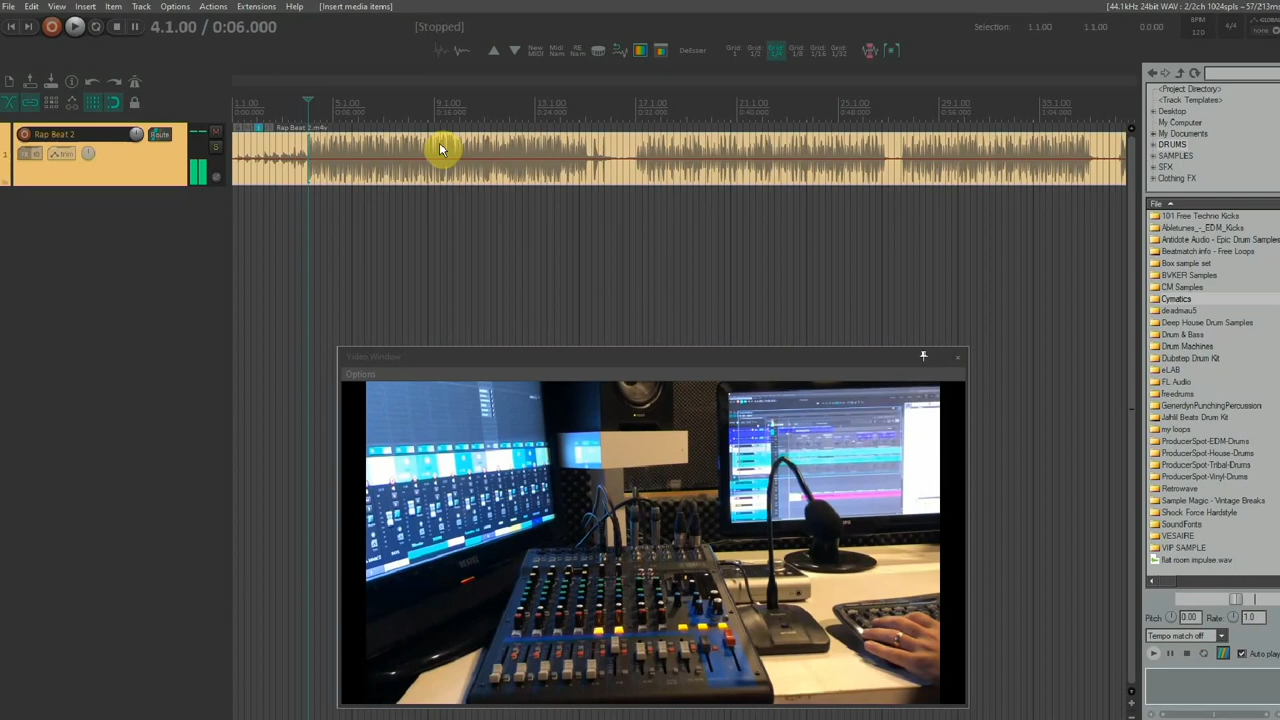 File Edit View Insert Item Track Options Actions Extensions Help [Insert media items]
[44.1kHz 24bit WAV : 2/2ch 1024spls ~57/213ms
4.1.00 / 0:06.000
[Stopped]
Selection: 1.1.00 1.1.00 0.0.00
BPM
120
4/4
GLOBAL
none
New
MIDI
Midi
Nam
RE
Nam
DeEsser
Grid
1
Grid
1/2
Grid
1/4
Grid
1/8
Grid
1/16
Grid
1/32
1.1.00
0:00.000
5.1.00
0:08.000
9.1.00
0:16.000
13.1.00
0:24.000
17.1.00
0:32.000
21.1.00
0:40.000
25.1.00
0:48.000
29.1.00
0:56.000
33.1.00
1:04.000
Rap Beat 2.m4v
1
Rap Beat 2
Route
M
trim
S
<Project Directory>
<Track Templates>
Desktop
My Computer
My Documents
DRUMS
SAMPLES
SFX
Clothing FX
File
101 Free Techno Kicks
Abletunes_-_EDM_Kicks
Antidote Audio - Epic Drum Samples
Beatmatch.info - Free Loops
Box sample set
BVKER Samples
CM Samples
Cymatics
deadmau5
Deep House Drum Samples
Drum & Bass
Drum Machines
Dubstep Drum Kit
eLAB
FL Audio
freedrums
GenerdynPunchingPercussion
Jahlil Beats Drum Kit
my loops
ProducerSpot-EDM-Drums
ProducerSpot-House-Drums
ProducerSpot-Tribal-Drums
ProducerSpot-Vinyl-Drums
Retrowave
Sample Magic - Vintage Breaks
Shock Force Hardstyle
SoundFonts
VESAIRE
VIP SAMPLE
flat room impulse.wav
Video Window
Options
Pitch 0.00 Rate: 1.0
Tempo match off
Auto play